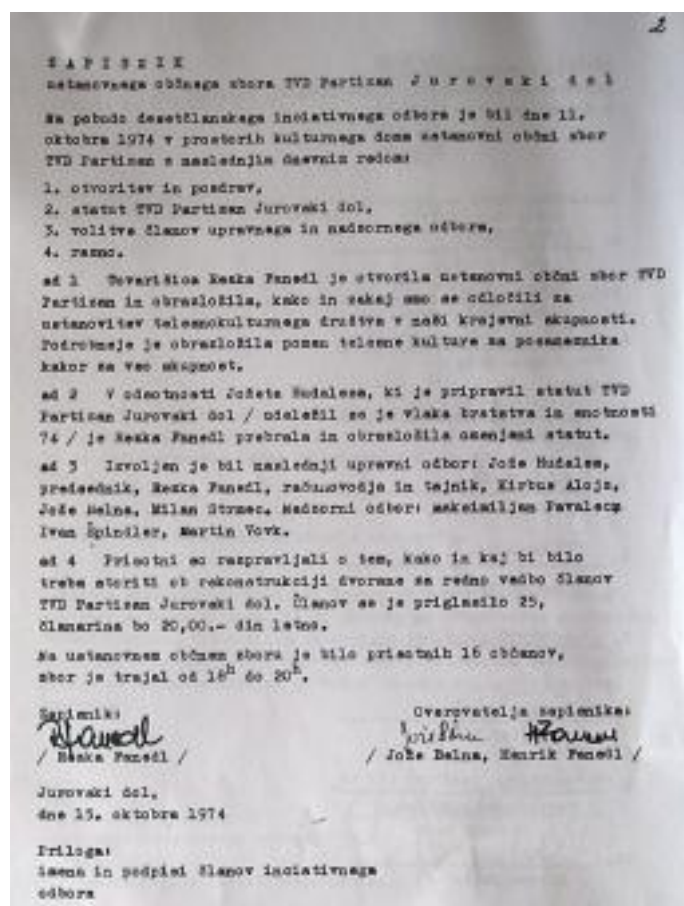 2
ZAPISNIK
ustanovnega občnega zbora TVD Partizan Jurovski dol
Na pobudo desetčlanskega inciativnega odbora je bil dne 11.
oktobra 1974 v prostorih kulturnega doma ustanovni občni zbor
TVD Partizan z naslednjim dnevnim redom:
1. otvoritev in pozdrav,
2. statut TVD Partizan Jurovski dol,
3. volitve članov upravnega in nadzornega odbora,
4. razno.
ad 1 Tovarišica Rezka Fanedl je otvorila ustanovni občni zbor TVD
Partizan in obrazložila, kako in zakaj smo se odločili za
ustanovitev telesnokulturnega društva v naši krajevni skupnosti.
Podrobneje je obrazložila pomen telesne kulture za posameznika
kakor za vso skupnost.
ad 2 V odsotnosti Jožeta Hudalesa, ki je pripravil statut TVD
Partizan Jurovski dol / udeležil se je vlaka bratstva in enotnosti
74 / je Rezka Fanedl prebrala in obrazložila omenjeni statut.
ad 3 Izvoljen je bil naslednji upravni odbor: Jože Hudales,
predsednik, Rezka Fanedl, računovodja in tajnik, Kirbus Alojz,
Jože Belna, Milan Strmec. Nadzorni odbor: maksimiljan
Ivan Špindler, Martin Vovk.
ad 4 Prisotni so razpravljali o tem, kako in kaj bi bilo
treba storiti ob rekonstrukciji dvorane za redno vadbo članov
TVD Partizan Jurovski dol. Članov se je priglasilo 25,
članarina bo 20,00.- din letno.
Na ustanovnem občnem zboru je bilo prisotnih 16 občanov,
zbor je trajal od 18h do 20h.
Zapisnik: Overovatelja zapisnika:
/ Rezka Fanedl / / Jože Belna, Henrik Fanedl /
Jurovski dol,
dne 15. oktobra 1974
Priloga:
imena in podpisi članov inciativnega
odbora